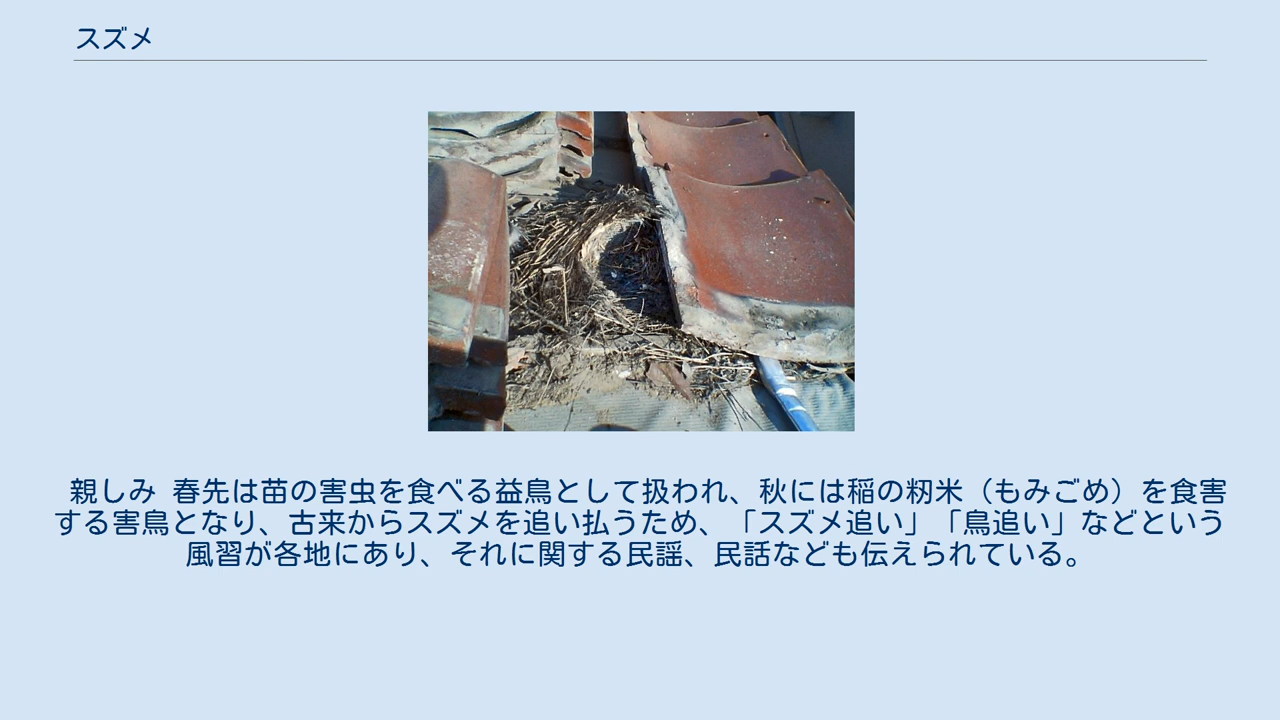 スズメ
親しみ 春先は苗の害虫を食べる益鳥として扱われ、秋には稲の籾米（もみごめ）を食害
する害鳥となり、古来からスズメを追い払うため、「スズメ追い」「鳥追い」などという
風習が各地にあり、それに関する民謡、民話なども伝えられている。